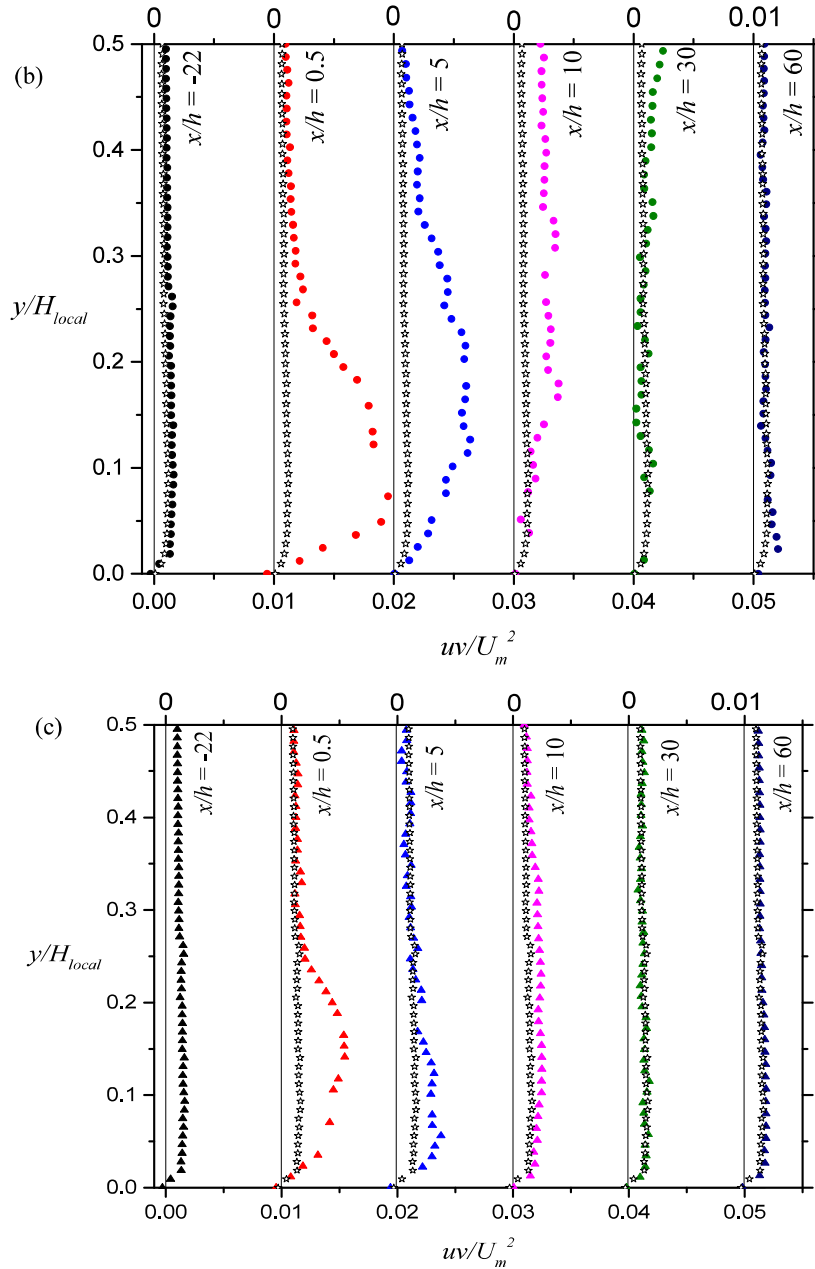 0 0 0 0 0 0.01
(b)
0.5
0.4
0.3
0.2
0.1
0.0
y/H_local
x/h = -22
x/h = 0.5
x/h = 5
x/h = 10
x/h = 30
x/h = 60
0.00 0.01 0.02 0.03 0.04 0.05
uv/U_m^2
0 0 0 0 0 0.01
(c)
0.5
0.4
0.3
0.2
0.1
0.0
y/H_local
x/h = -22
x/h = 0.5
x/h = 5
x/h = 10
x/h = 30
x/h = 60
0.00 0.01 0.02 0.03 0.04 0.05
uv/U_m^2